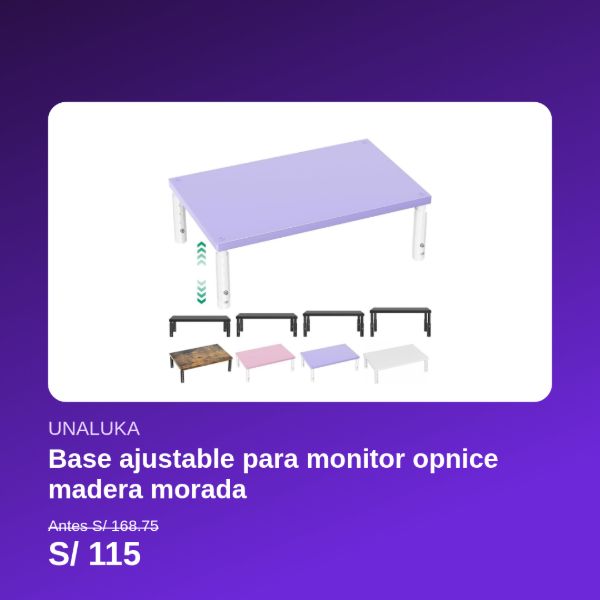 UNALUKA
Base ajustable para monitor opnice
madera morada
Antes S/ 168.75
S/ 115